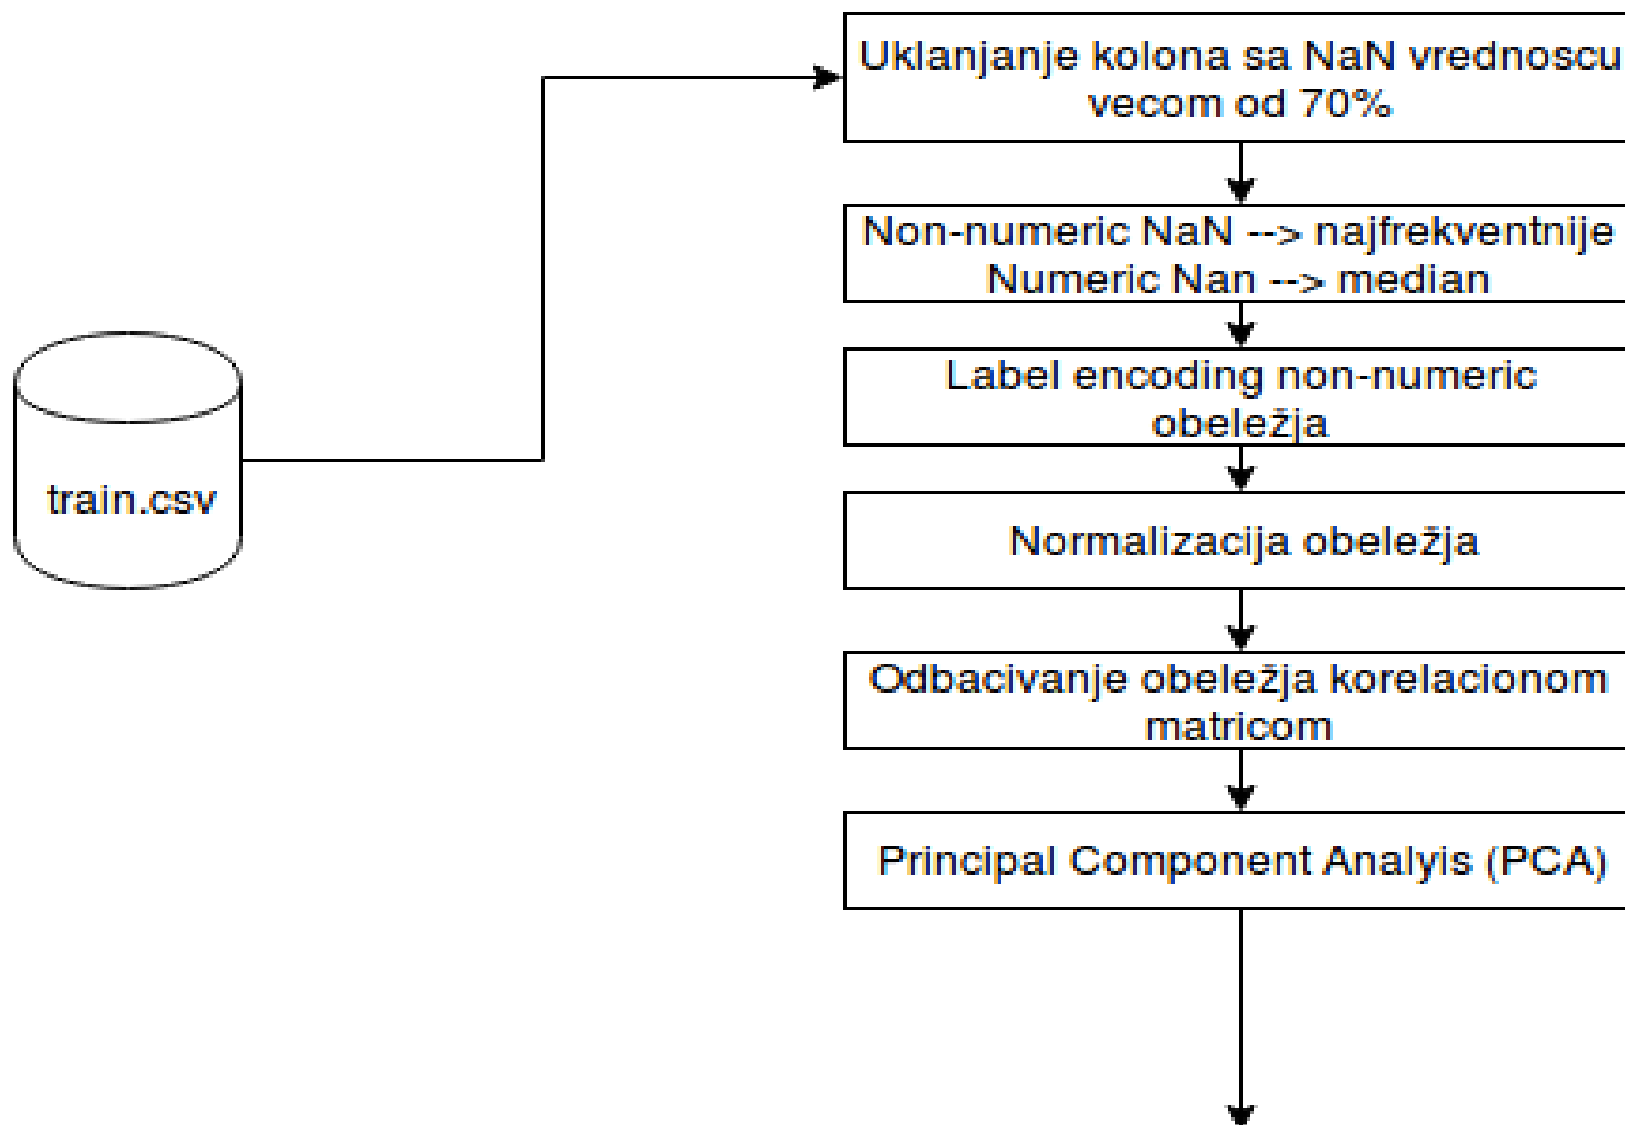 Uklanjanje kolona sa NaN vrednoscu
vecom od 70%
Non-numeric NaN --> najfrekventnije
Numeric Nan --> median
Label encoding non-numeric
obeležja
train.csv
Normalizacija obeležja
Odbacivanje obeležja korelacionom
matricom
Principal Component Analyis (PCA)